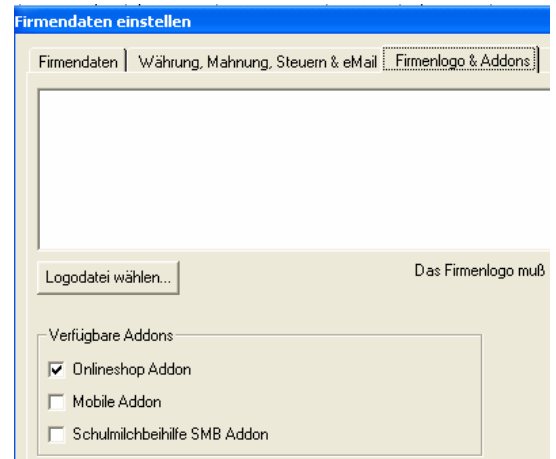 Firmendaten einstellen
Firmendaten Währung, Mahnung, Steuern & eMail Firmenlogo & Addons
Logodatei wählen... Das Firmenlogo muß
Verfügbare Addons
Onlineshop Addon
Mobile Addon
Schulmilchbeihilfe SMB Addon